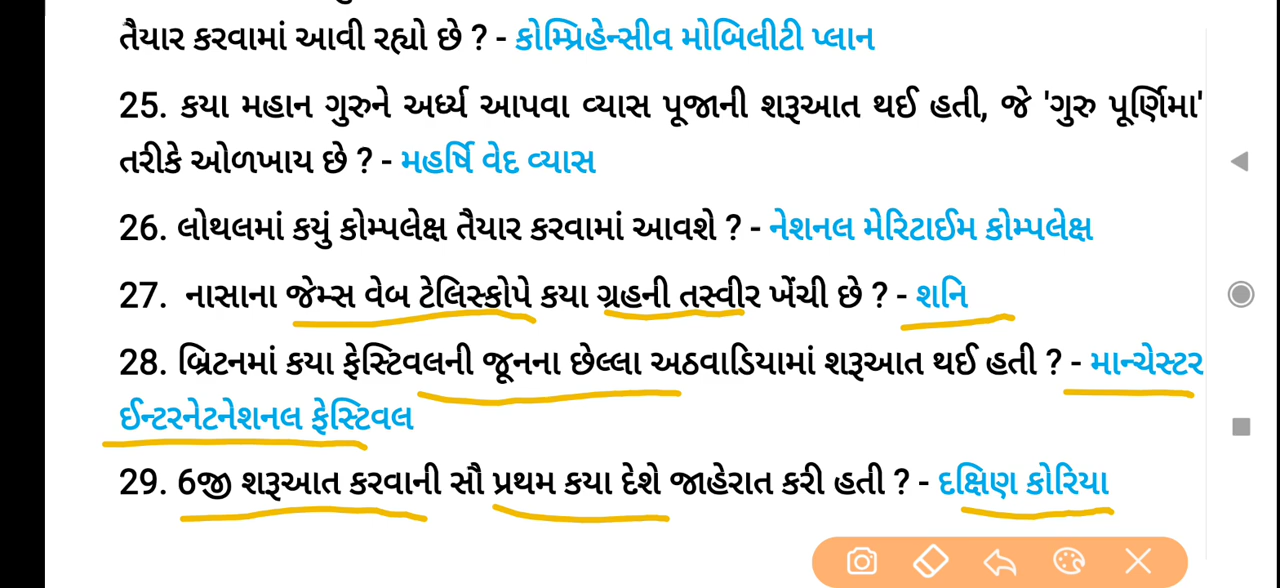 તૈયાર કરવામાં આવી રહ્યો છે ? - કોમ્પ્રિહેન્સીવ મોબિલીટી પ્લાન
25. કયા મહાન ગુરુને અર્ધ્ય આપવા વ્યાસ પૂજાની શરૂઆત થઈ હતી, જે 'ગુરુ પૂર્ણિમા'
તરીકે ઓળખાય છે ? - મહર્ષિ વેદ વ્યાસ
26. લોથલમાં કયું કોમ્પલેક્ષ તૈયાર કરવામાં આવશે ? - નેશનલ મેરિટાઈમ કોમ્પલેક્ષ
27. નાસાના જેમ્સ વેબ ટેલિસ્કોપે કયા ગ્રહની તસ્વીર ખેંચી છે ? - શનિ
28. બ્રિટનમાં કયા ફેસ્ટિવલની જૂનના છેલ્લા અઠવાડિયામાં શરૂઆત થઈ હતી ? - માન્ચેસ્ટર
ઈન્ટરનેટનેશનલ ફેસ્ટિવલ
29. 6જી શરૂઆત કરવાની સૌ પ્રથમ કયા દેશે જાહેરાત કરી હતી ? - દક્ષિણ કોરિયા